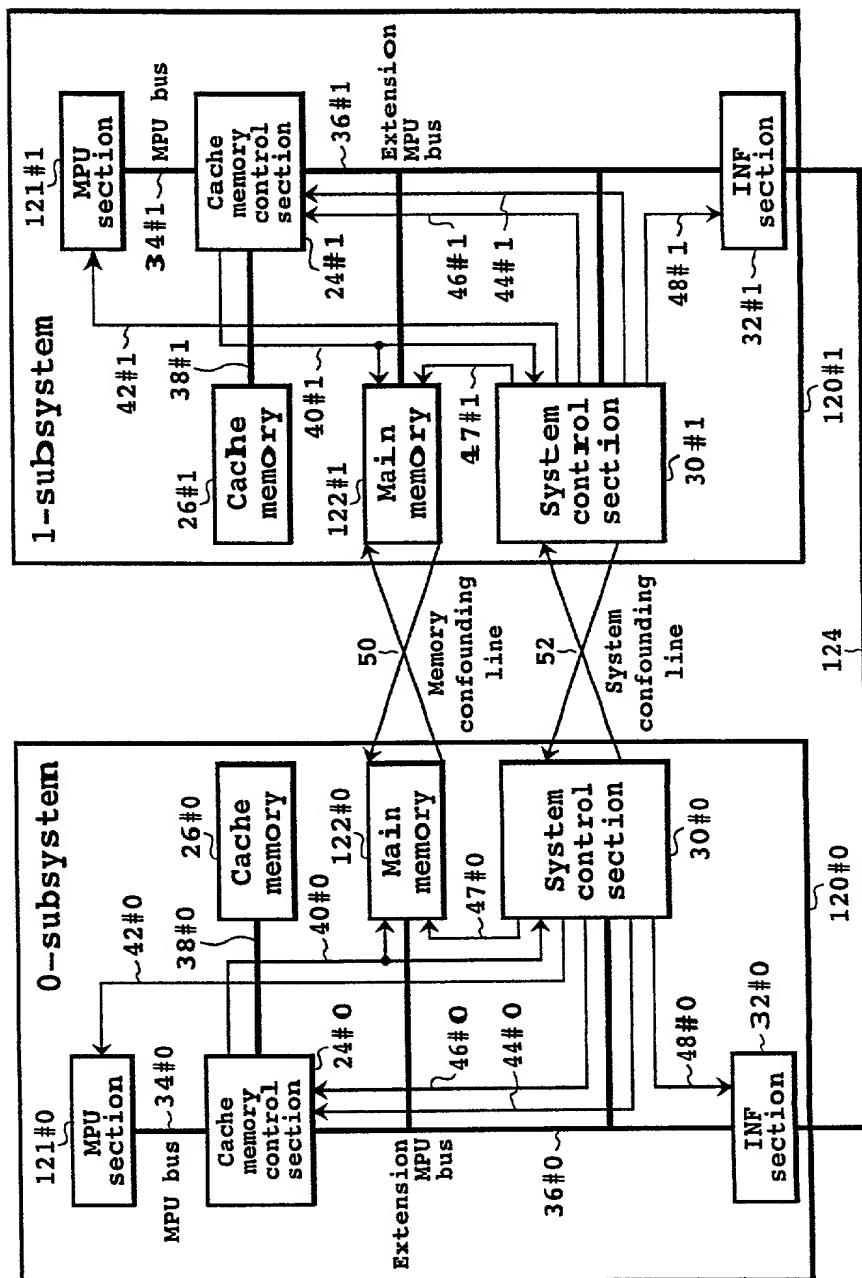 0-subsystem
121#0
MPU
section
MPU bus
34#0
42#0
Cache
memory
control
section
24#0
38#0
40#0
26#0
Cache
memory
Extension
MPU
bus
46#0
44#0
122#0
Main
memory
47#0
System
control
section
30#0
36#0
48#0
INF
section
32#0
120#0
50
Memory
confounding
line
52
System
confounding
line
124
1-subsystem
121#1
MPU
section
34#1
MPU bus
42#1
Cache
memory
control
section
24#1
36#1
38#1
40#1
26#1
Cache
memory
Extension
MPU
bus
46#1
44#1
122#1
Main
memory
47#1
System
control
section
30#1
48#1
INF
section
32#1
120#1